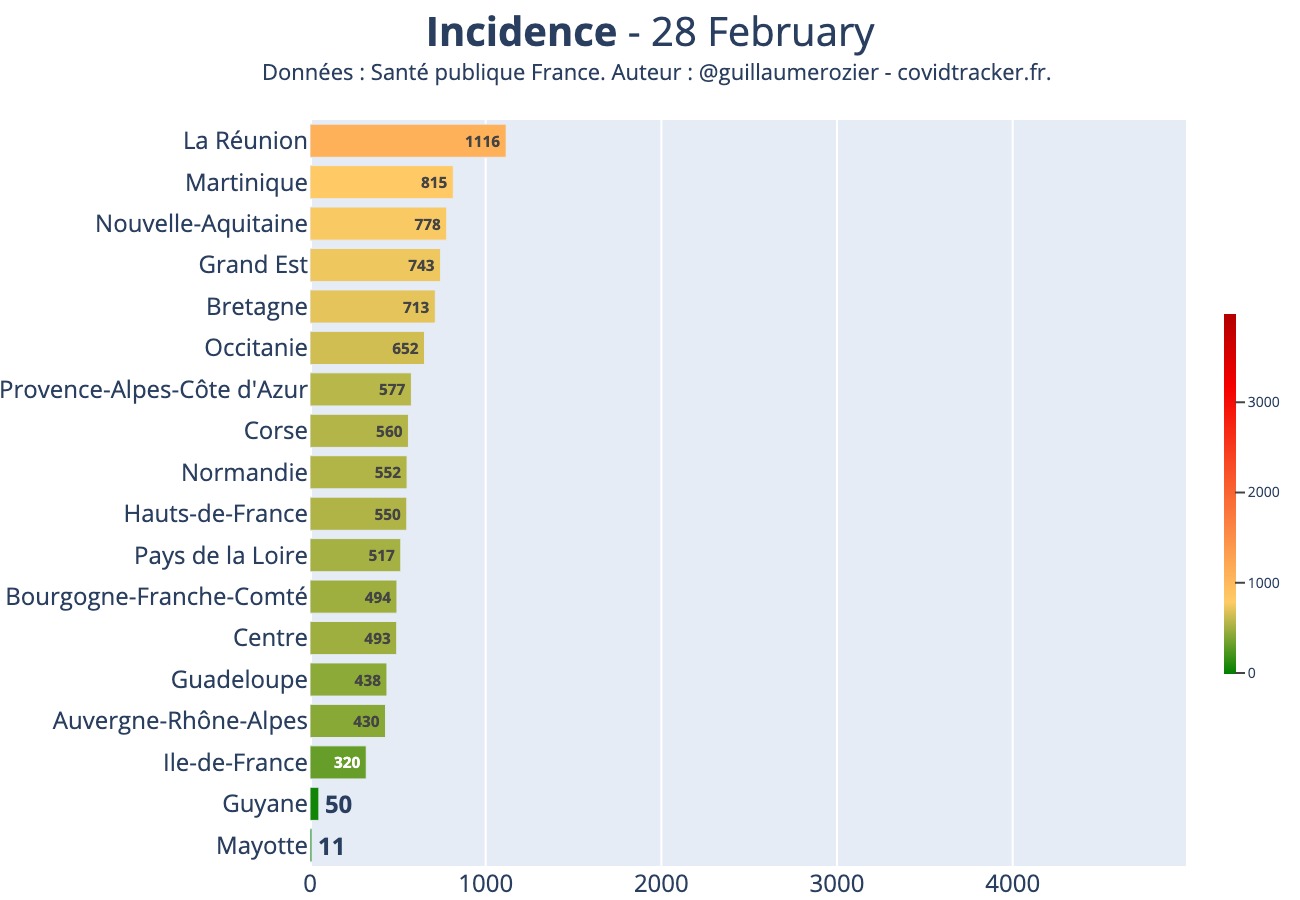 Incidence - 28 February
Données : Santé publique France. Auteur : @guillaumerozier - covidtracker.fr.
La Réunion 1116
Martinique 815
Nouvelle-Aquitaine 778
Grand Est 743
Bretagne 713
Occitanie 652
Provence-Alpes-Côte d'Azur 577
Corse 560
Normandie 552
Hauts-de-France 550
Pays de la Loire 517
Bourgogne-Franche-Comté 494
Centre 493
Guadeloupe 438
Auvergne-Rhône-Alpes 430
Ile-de-France 320
Guyane 50
Mayotte 11
0 1000 2000 3000 4000
3000
2000
1000
0